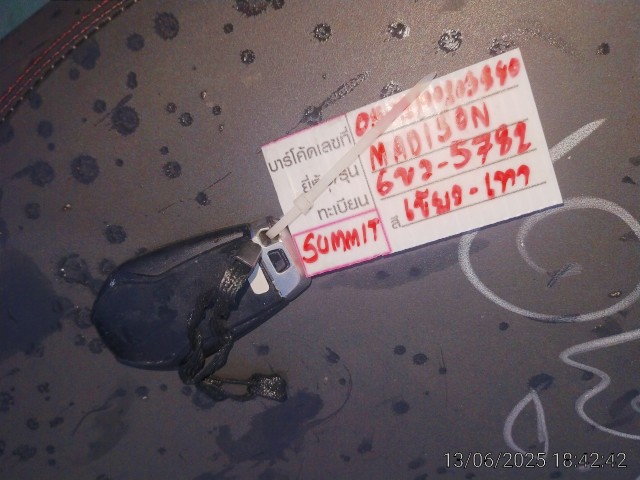 บาร์โค้ดเลขที่
ยี่ห้อ/รุ่น MADISON
ทะเบียน 6ขว-5782
SUMMIT สี เขียว-เทา
13/06/2025 18:42:42